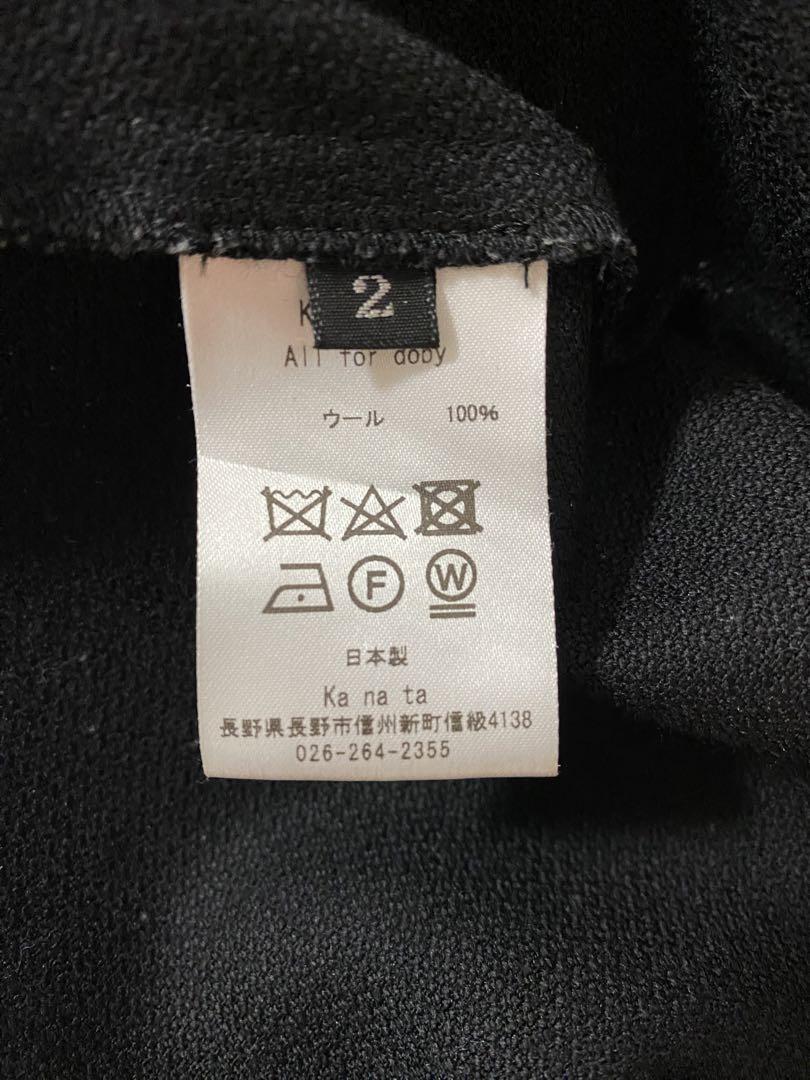 2
All for doby
ウール 100%
F W
日本製
Ka na ta
長野県長野市信州新町信級4138
026-264-2355